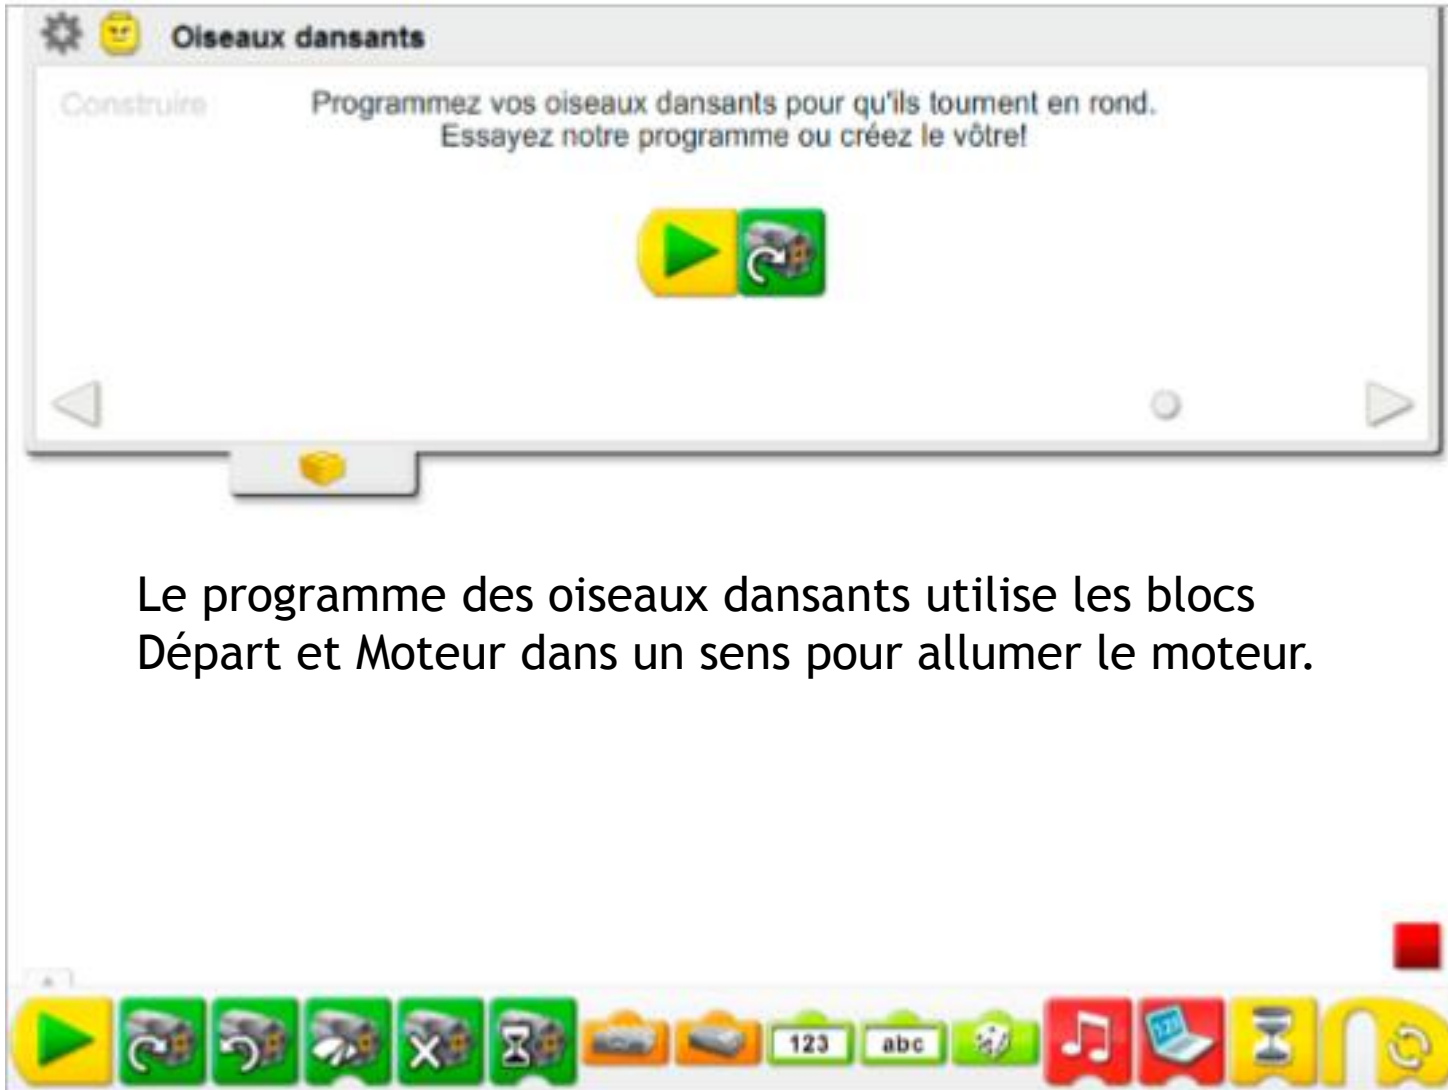 Oiseaux dansants
Construire
Programmez vos oiseaux dansants pour qu'ils tournent en rond.
Essayez notre programme ou créez le vôtre!
Le programme des oiseaux dansants utilise les blocs
Départ et Moteur dans un sens pour allumer le moteur.
123
abc